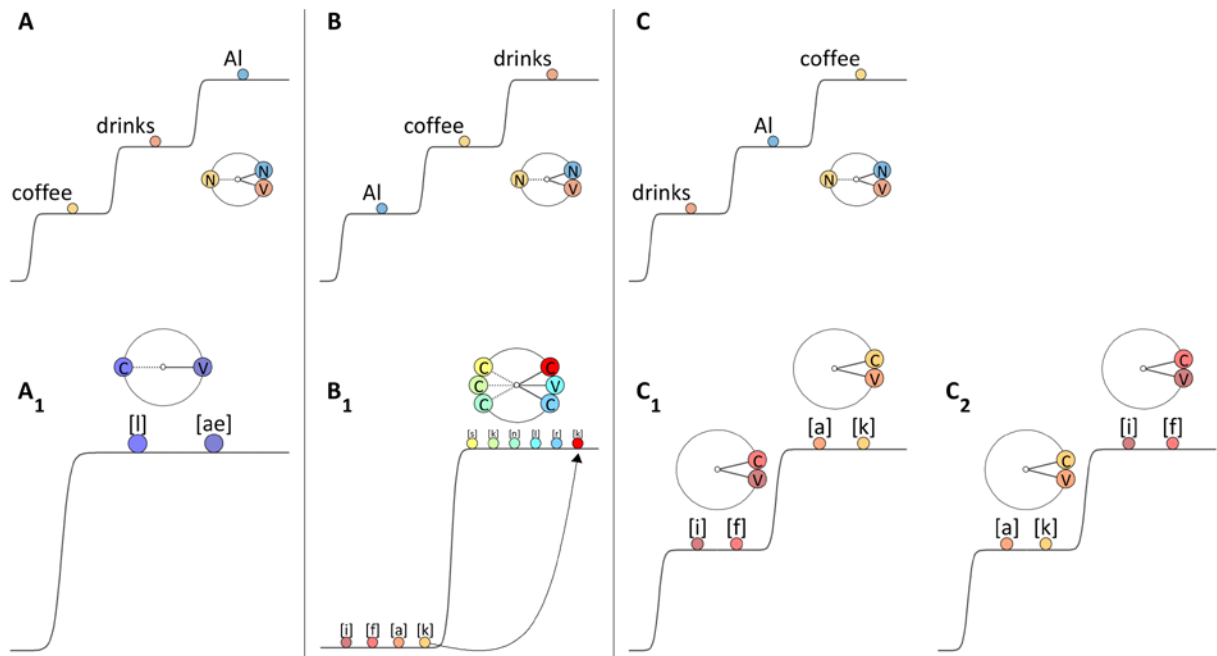 A
Al
drinks
coffee
N
N
V
B
drinks
coffee
Al
N
N
V
C
coffee
Al
drinks
N
N
V
A1
C
V
[l]
[ae]
B1
C
C
C
C
V
C
[s] [k] [n] [l] [r] [k]
[i] [f] [a] [k]
C1
C
V
[a] [k]
C
V
[i] [f]
C2
C
V
[i] [f]
C
V
[a] [k]